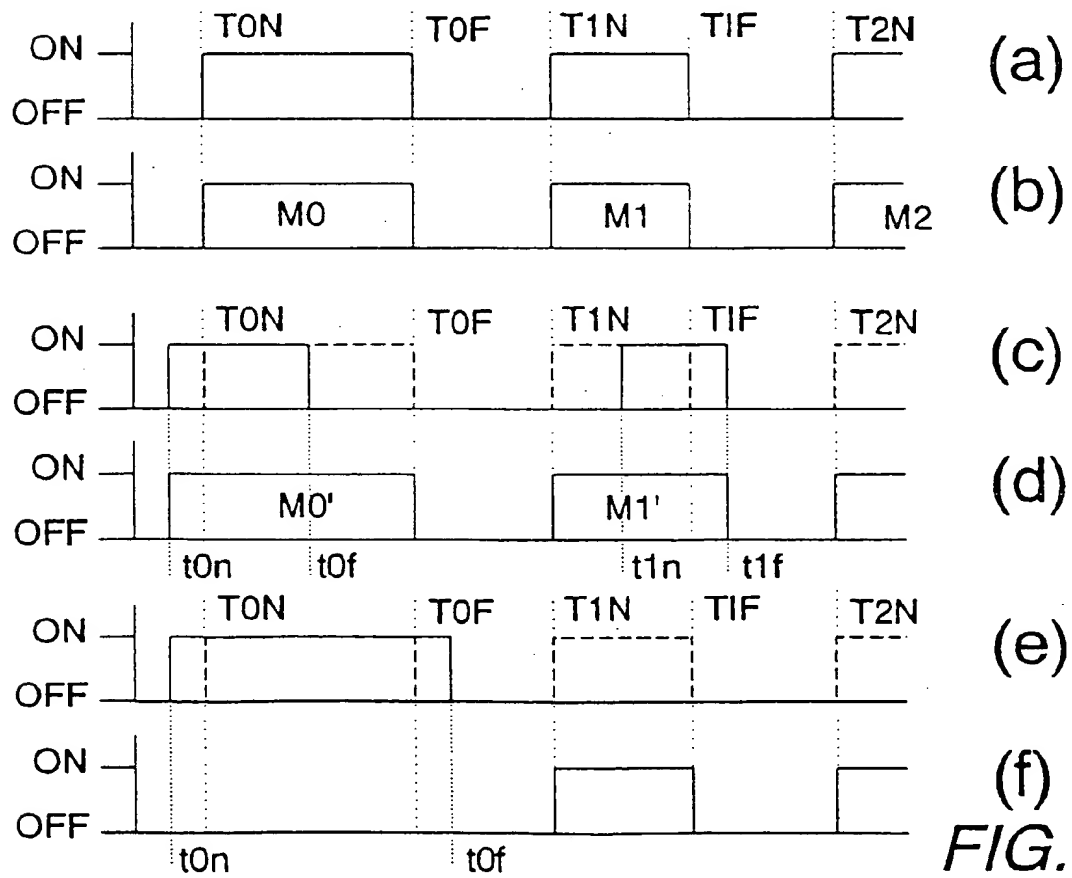 T0N T0F T1N TIF T2N
ON
(a)
OFF
ON
(b)
M0 M1 M2
OFF
T0N T0F T1N TIF T2N
ON
(c)
OFF
ON
(d)
M0' M1'
OFF
t0n t0f t1n t1f
T0N T0F T1N TIF T2N
ON
(e)
OFF
ON
(f)
OFF
t0n t0f
FIG.